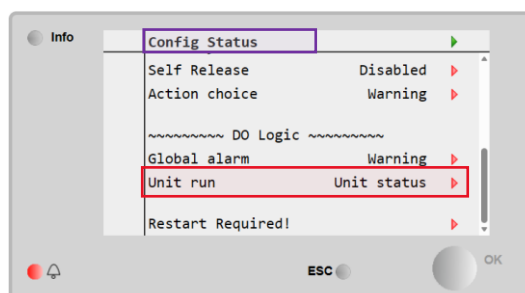 Info
Config Status
Self Release Disabled
Action choice Warning
~~~~~~~~~ DO Logic ~~~~~~~~~
Global alarm Warning
Unit run Unit status
Restart Required!
ESC
OK